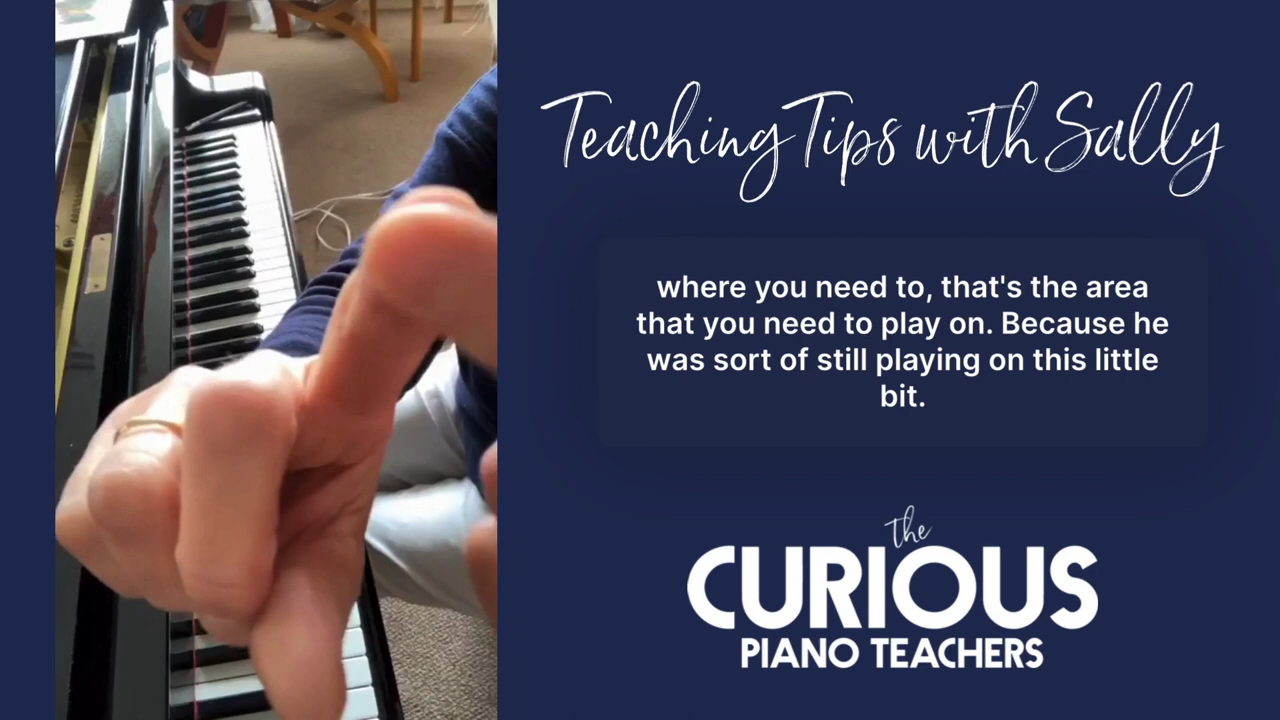 Teaching Tips with Sally
where you need to, that's the area
that you need to play on. Because he
was sort of still playing on this little
bit.
the
CURIOUS
PIANO TEACHERS